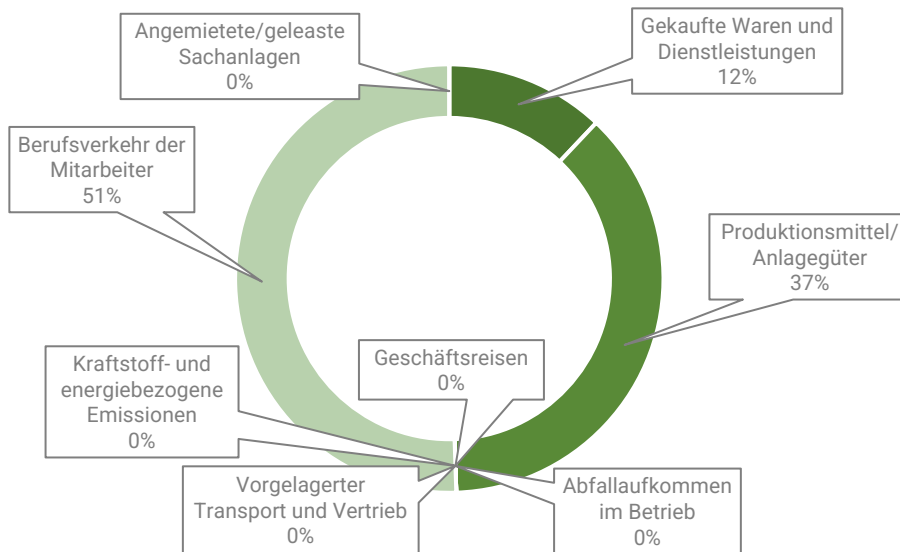 Angemietete/geleaste
Sachanlagen
0%
Gekaufte Waren und
Dienstleistungen
12%
Berufsverkehr der
Mitarbeiter
51%
Produktionsmittel/
Anlagegüter
37%
Kraftstoff- und
energiebezogene
Emissionen
0%
Geschäftsreisen
0%
Vorgelagerter
Transport und Vertrieb
0%
Abfallaufkommen
im Betrieb
0%